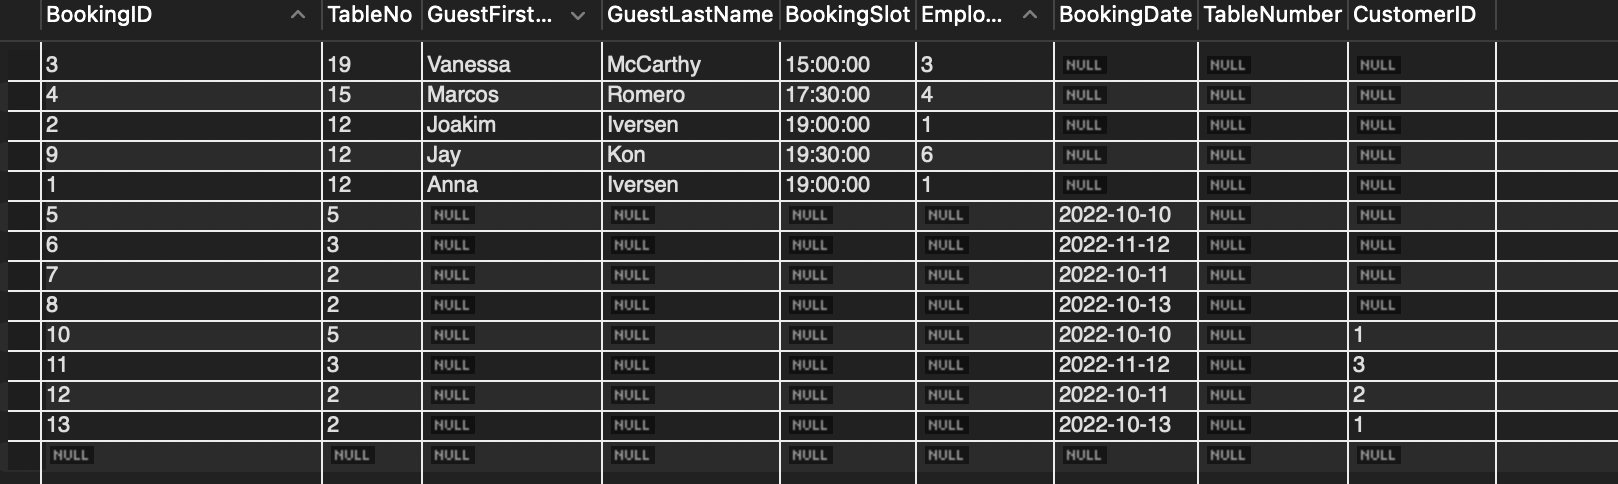 BookingID TableNo GuestFirst... GuestLastName BookingSlot Emplo... BookingDate TableNumber CustomerID
3 19 Vanessa McCarthy 15:00:00 3 NULL NULL NULL
4 15 Marcos Romero 17:30:00 4 NULL NULL NULL
2 12 Joakim Iversen 19:00:00 1 NULL NULL NULL
9 12 Jay Kon 19:30:00 6 NULL NULL NULL
1 12 Anna Iversen 19:00:00 1 NULL NULL NULL
5 5 NULL NULL NULL NULL 2022-10-10 NULL NULL
6 3 NULL NULL NULL NULL 2022-11-12 NULL NULL
7 2 NULL NULL NULL NULL 2022-10-11 NULL NULL
8 2 NULL NULL NULL NULL 2022-10-13 NULL NULL
10 5 NULL NULL NULL NULL 2022-10-10 NULL 1
11 3 NULL NULL NULL NULL 2022-11-12 NULL 3
12 2 NULL NULL NULL NULL 2022-10-11 NULL 2
13 2 NULL NULL NULL NULL 2022-10-13 NULL 1
NULL NULL NULL NULL NULL NULL NULL NULL NULL